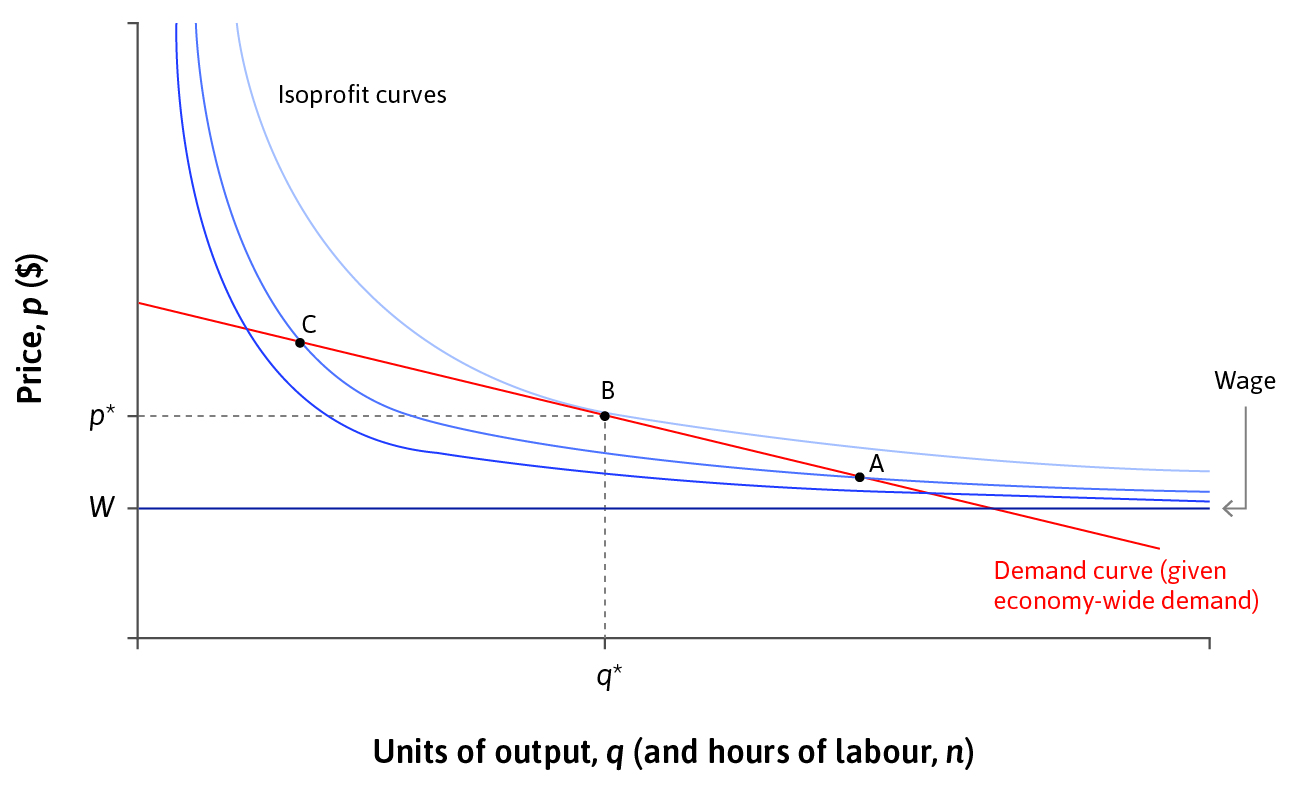 Isoprofit curves
Price, p ($)
C
B
p*
Wage
A
W
Demand curve (given
economy-wide demand)
q*
Units of output, q (and hours of labour, n)